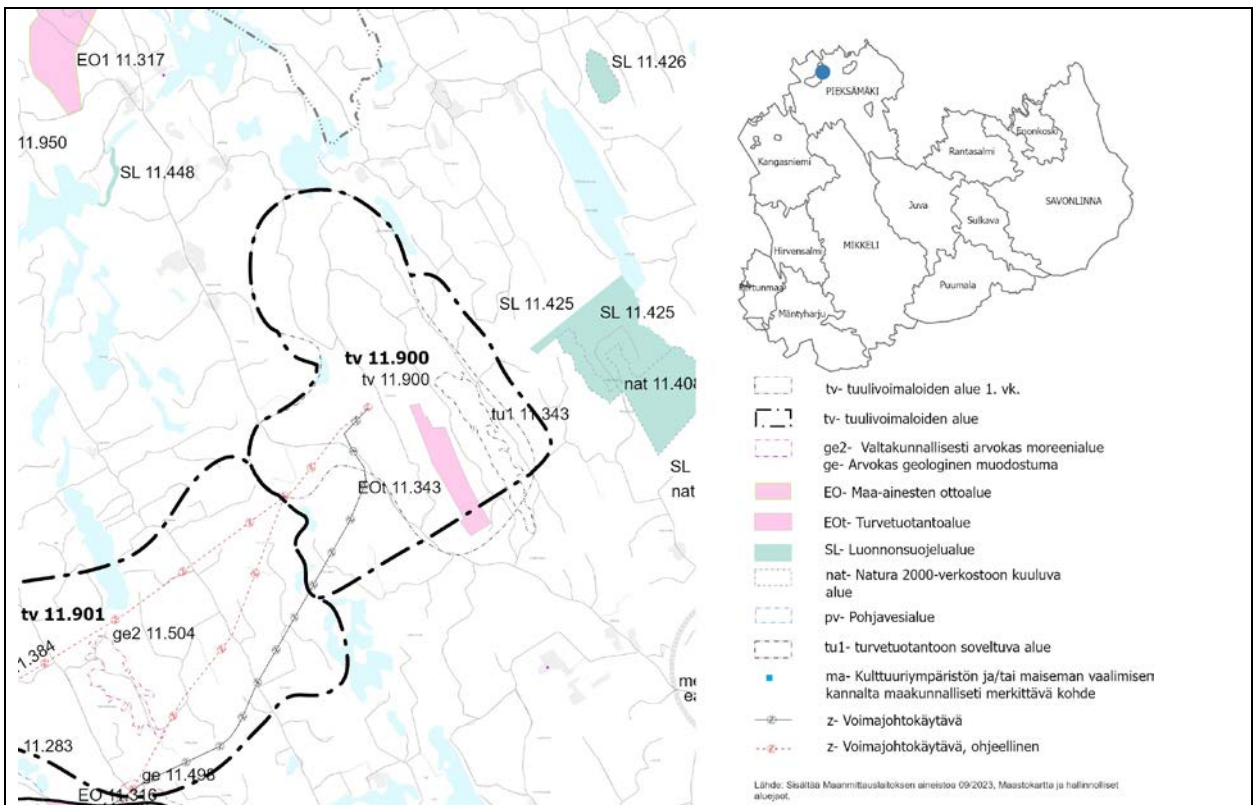 EO1 11.317
SL 11.426
11.950
SL 11.448
SL 11.425
SL 11.425
tv 11.900
tv 11.900
nat 11.408
tu1 11.343
SL
nat
EOt 11.343
tv 11.901
ge2 11.504
11.384
11.283
ge 11.498
EO 11.316
PIEKSÄMÄKI
Enonkoski
Rantasalmi
Kangasniemi
Juva
SAVONLINNA
Sulkava
MIKKELI
Hirvensalmi
Puumala
Pertunmaa
Mäntyharju
tv- tuulivoimaloiden alue 1. vk.
tv- tuulivoimaloiden alue
ge2- Valtakunnallisesti arvokas moreenialue
ge- Arvokas geologinen muodostuma
EO- Maa-ainesten ottoalue
EOt- Turvetuotantoalue
SL- Luonnonsuojelualue
nat- Natura 2000-verkostoon kuuluva
alue
pv- Pohjavesialue
tu1- turvetuotantoon soveltuva alue
ma- Kulttuuriympäristön ja/tai maiseman vaalimisen
kannalta maakunnalliseti merkittävä kohde
z- Voimajohtokäytävä
z- Voimajohtokäytävä, ohjeellinen
Lähde: Sisältää Maanmittauslaitoksen aineistoa 09/2023, Maastokartta ja hallinnolliset
aluejaot.